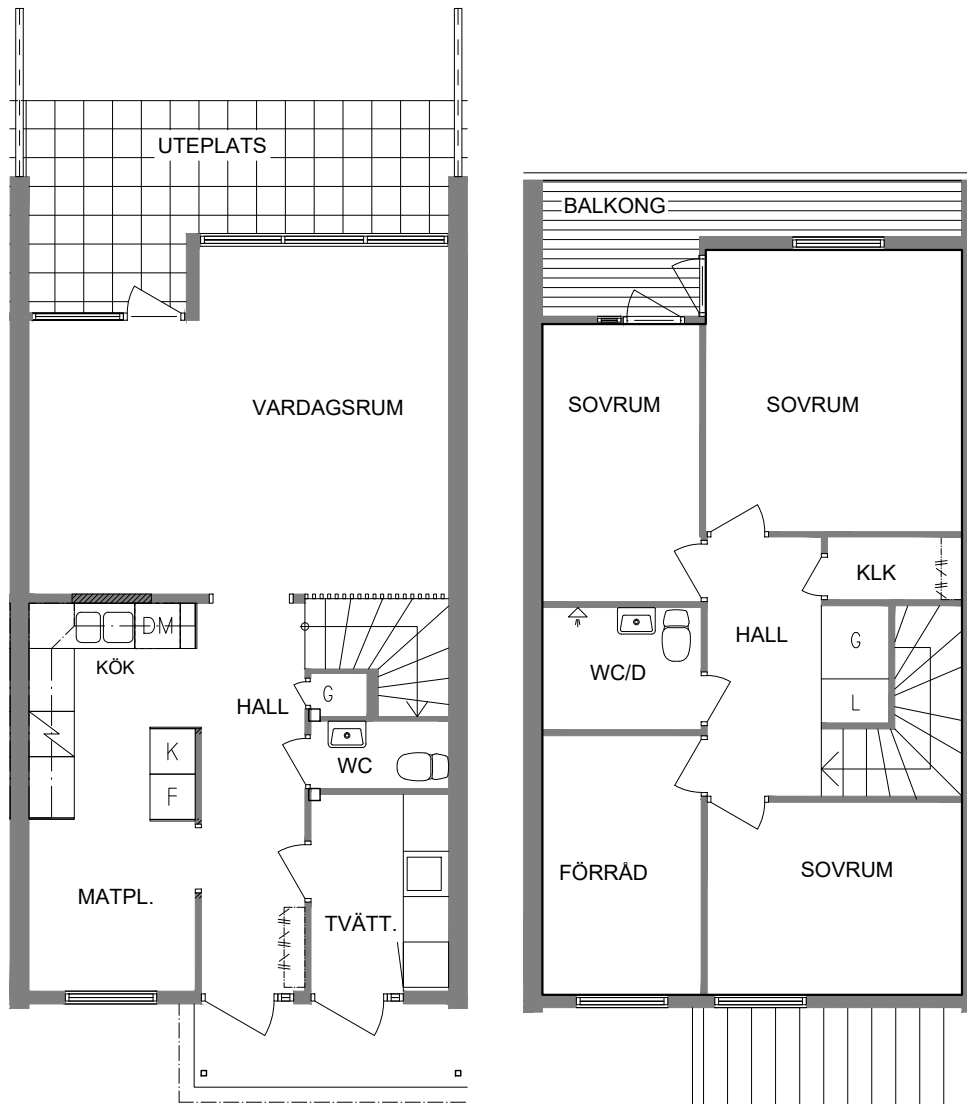 UTEPLATS
VARDAGSRUM
DM
KÖK
HALL
G
K
F
WC
MATPL.
TVÄTT.
BALKONG
SOVRUM
SOVRUM
KLK
HALL
G
WC/D
L
FÖRRÅD
SOVRUM